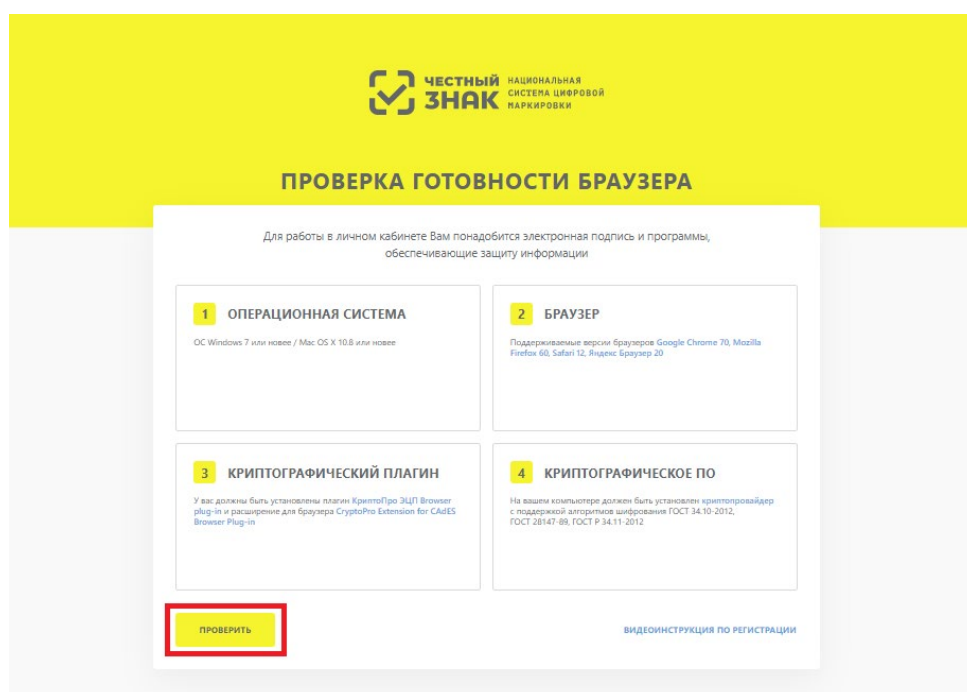 ЧЕСТНЫЙ
ЗНАК
НАЦИОНАЛЬНАЯ
СИСТЕМА ЦИФРОВОЙ
МАРКИРОВКИ
ПРОВЕРКА ГОТОВНОСТИ БРАУЗЕРА
Для работы в личном кабинете Вам понадобится электронная подпись и программы,
обеспечивающие защиту информации
1 ОПЕРАЦИОННАЯ СИСТЕМА
ОС Windows 7 или новее / Mac OS X 10.8 или новее
2 БРАУЗЕР
Поддерживаемые версии браузеров Google Chrome 70, Mozilla
Firefox 60, Safari 12, Яндекс Браузер 20
3 КРИПТОГРАФИЧЕСКИЙ ПЛАГИН
У вас должны быть установлены плагин КриптоПро ЭЦП Browser
plug-in и расширение для браузера CryptoPro Extension for CAdES
Browser Plug-in
4 КРИПТОГРАФИЧЕСКОЕ ПО
На вашем компьютере должен быть установлен криптопровайдер
с поддержкой алгоритмов шифрования ГОСТ 34.10-2012,
ГОСТ 28147-89, ГОСТ Р 34.11-2012
ПРОВЕРИТЬ
ВИДЕОИНСТРУКЦИЯ ПО РЕГИСТРАЦИИ